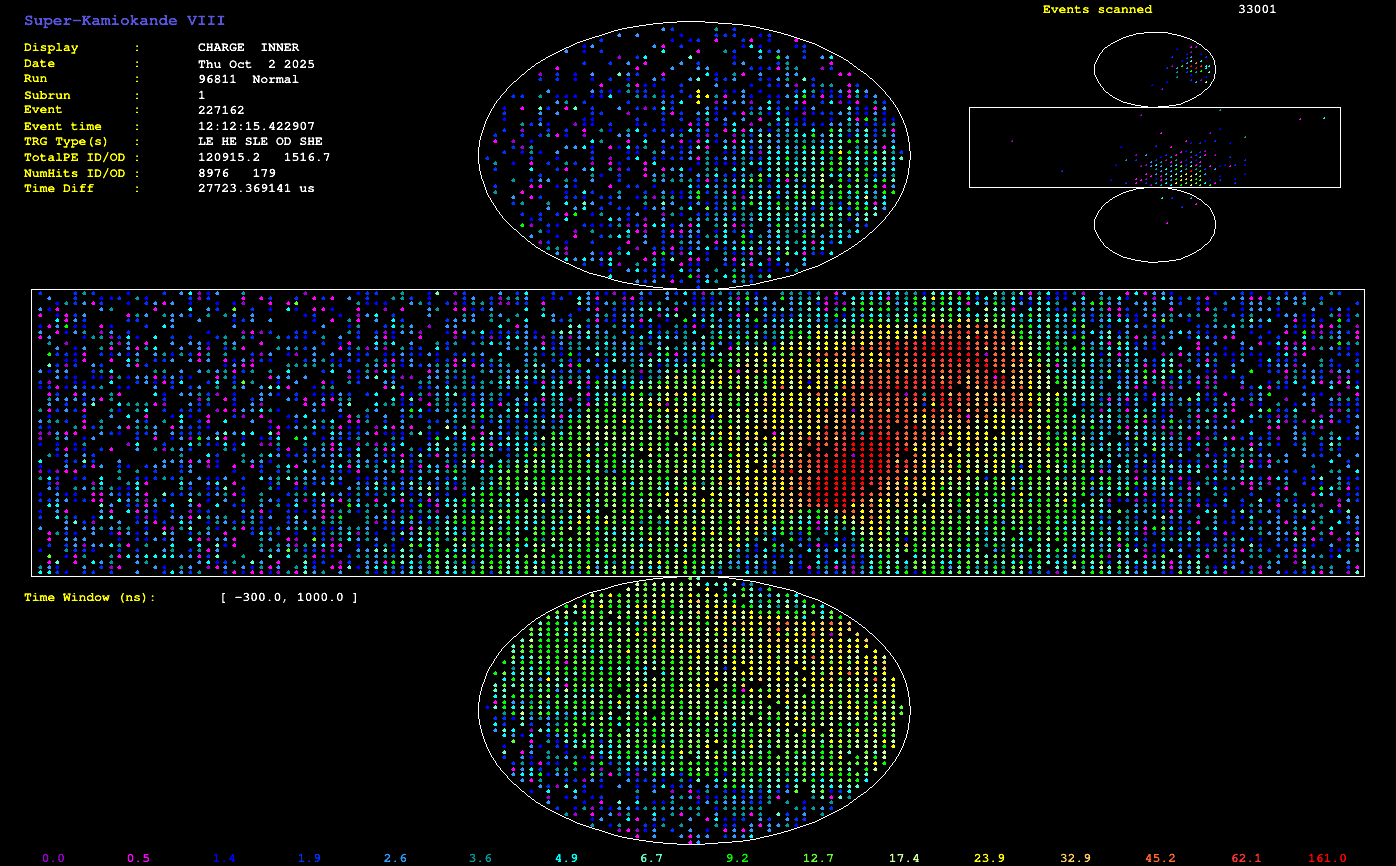 Super-Kamiokande VIII
Display : CHARGE INNER
Date : Thu Oct 2 2025
Run : 96811 Normal
Subrun : 1
Event : 227162
Event time : 12:12:15.422907
TRG Type(s) : LE HE SLE OD SHE
TotalPE ID/OD : 120915.2 1516.7
NumHits ID/OD : 8976 179
Time Diff : 27723.369141 us
Events scanned 33001
Time Window (ns): [ -300.0, 1000.0 ]
0.0 0.5 1.4 1.9 2.6 3.6 4.9 6.7 9.2 12.7 17.4 23.9 32.9 45.2 62.1 161.0